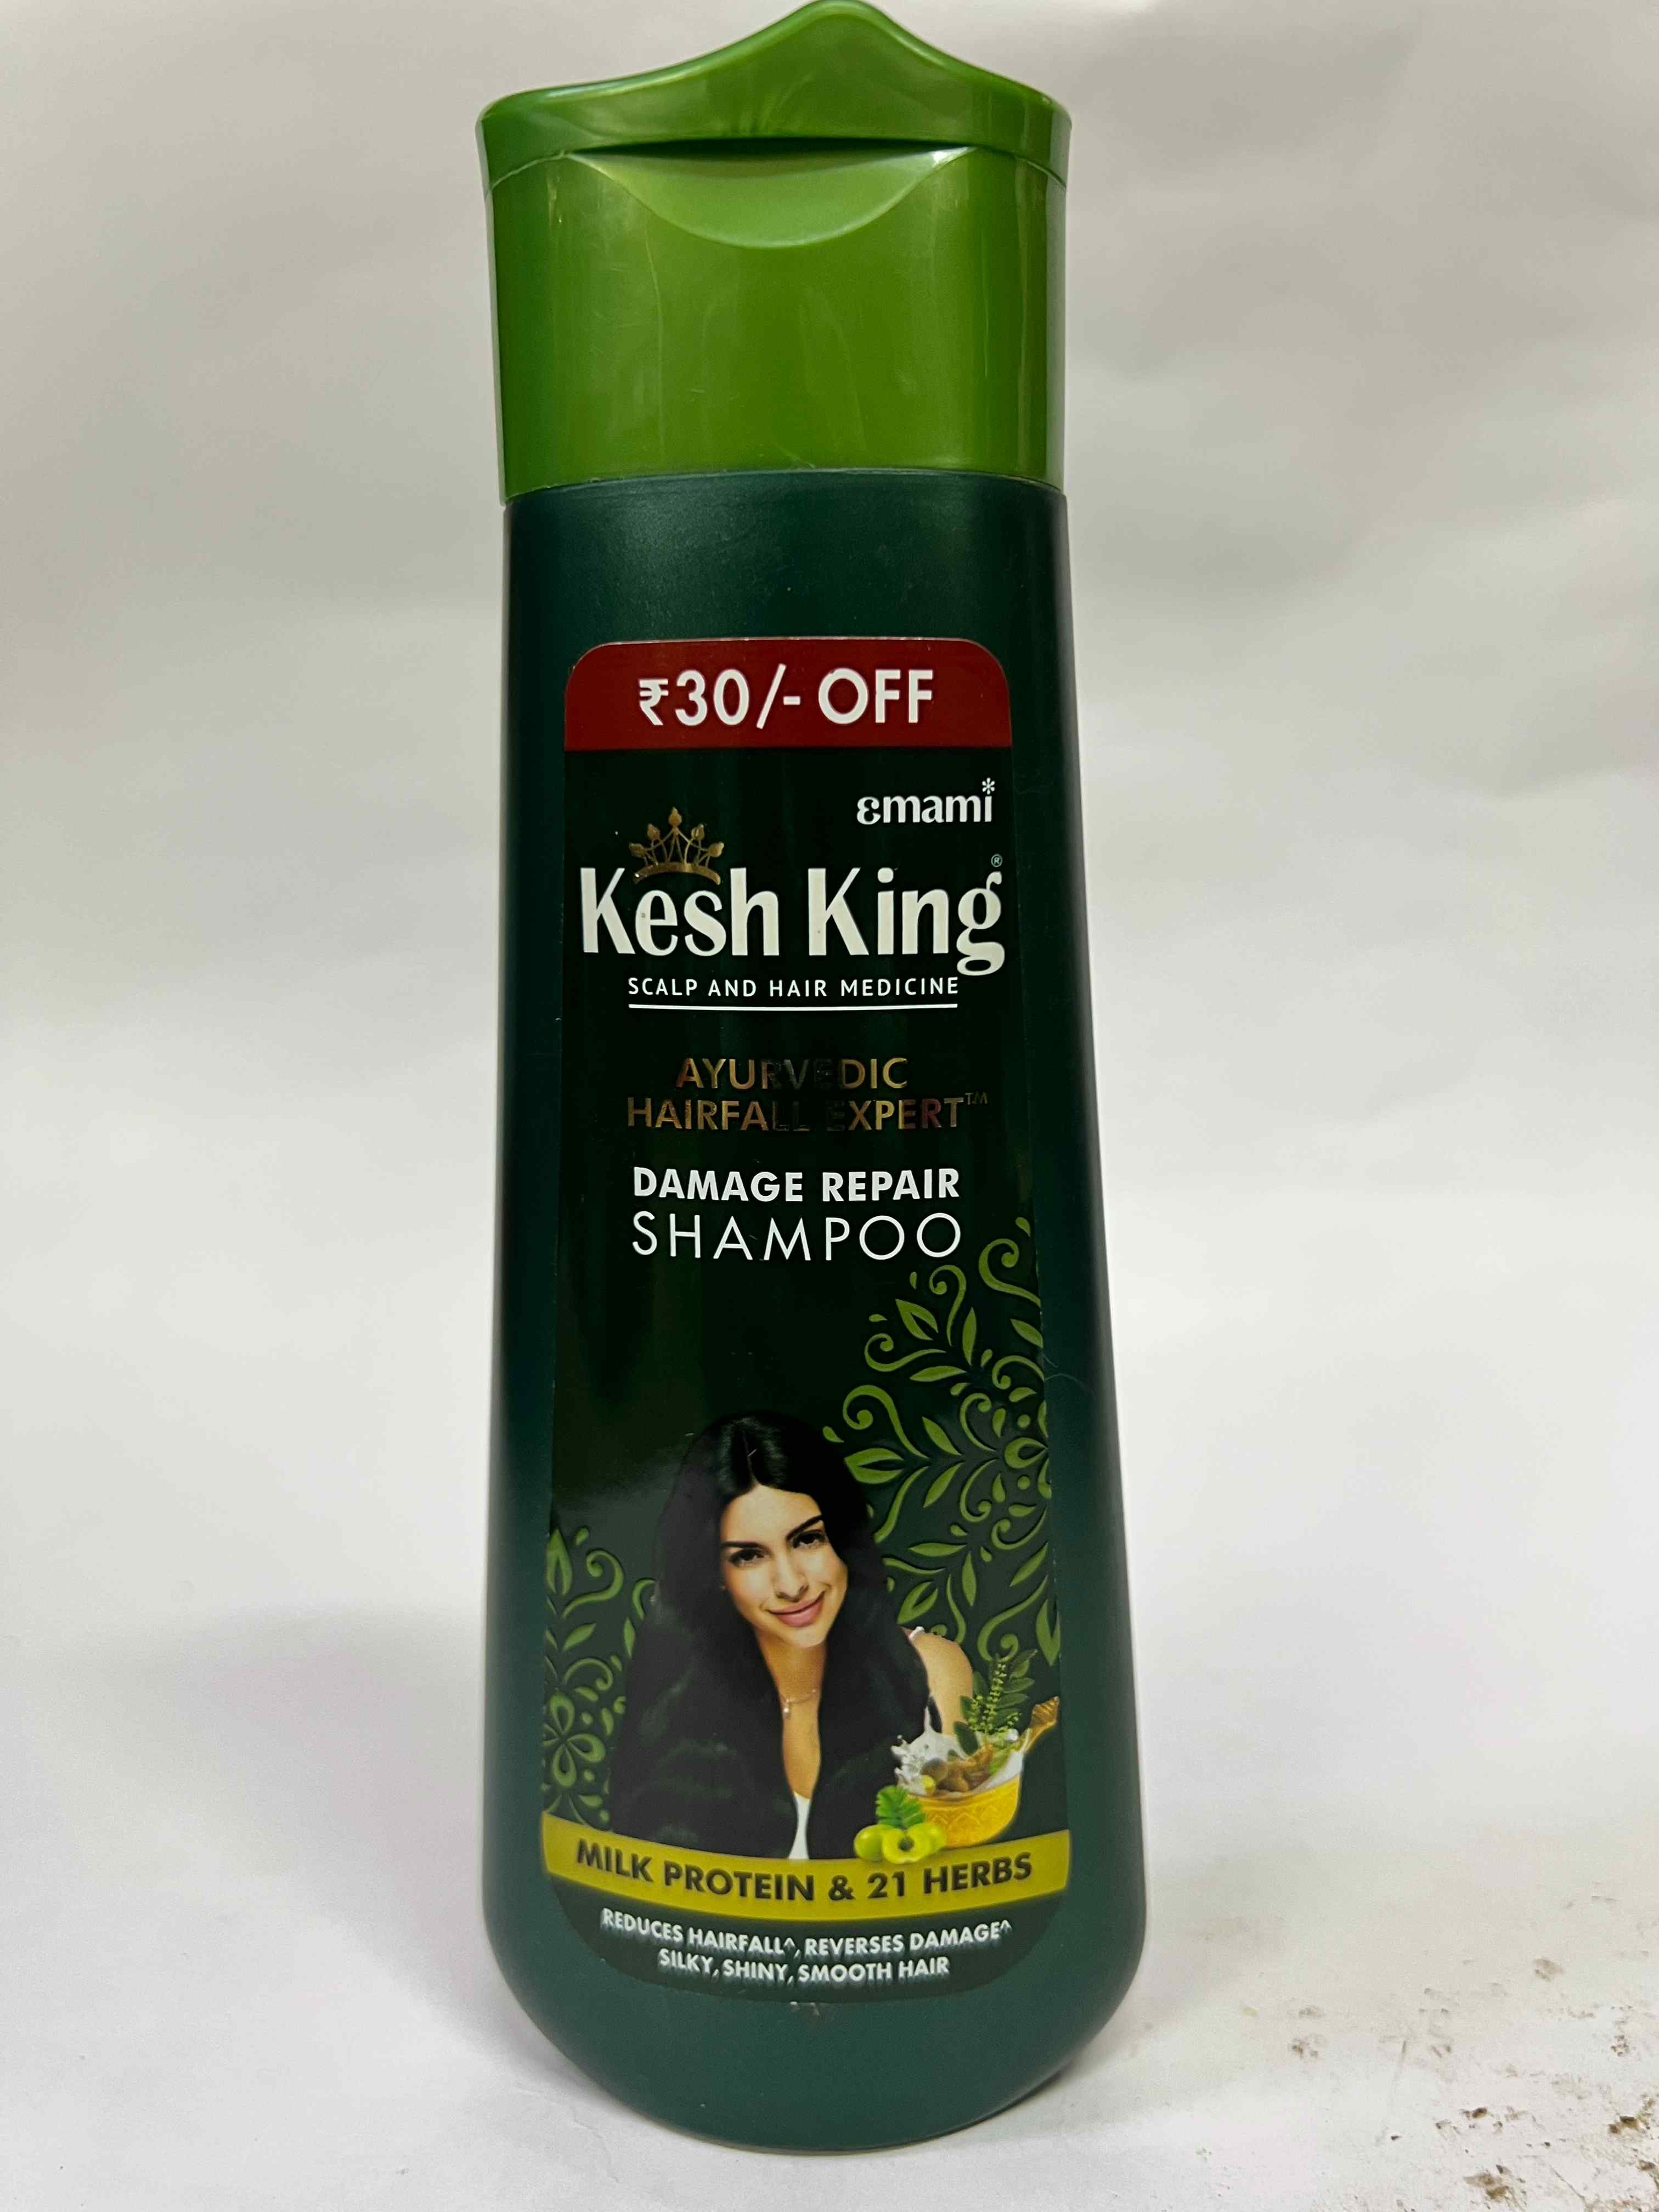 ₹30/- OFF
emami*
Kesh King®
SCALP AND HAIR MEDICINE
AYURVEDIC
HAIRFALL EXPERT™
DAMAGE REPAIR
SHAMPOO
MILK PROTEIN & 21 HERBS
REDUCES HAIRFALL^, REVERSES DAMAGE^
SILKY, SHINY, SMOOTH HAIR